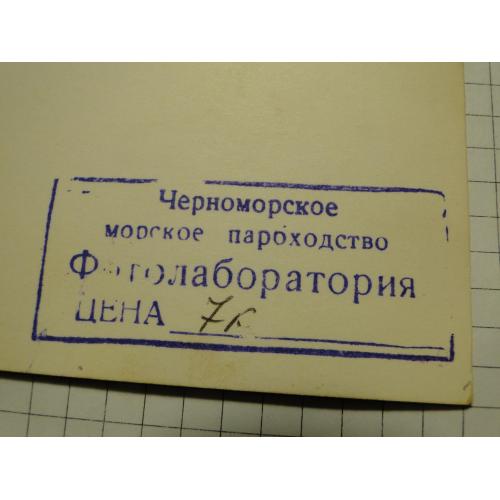 Черноморское
морское пароходство
Фотолаборатория
ЦЕНА 7к